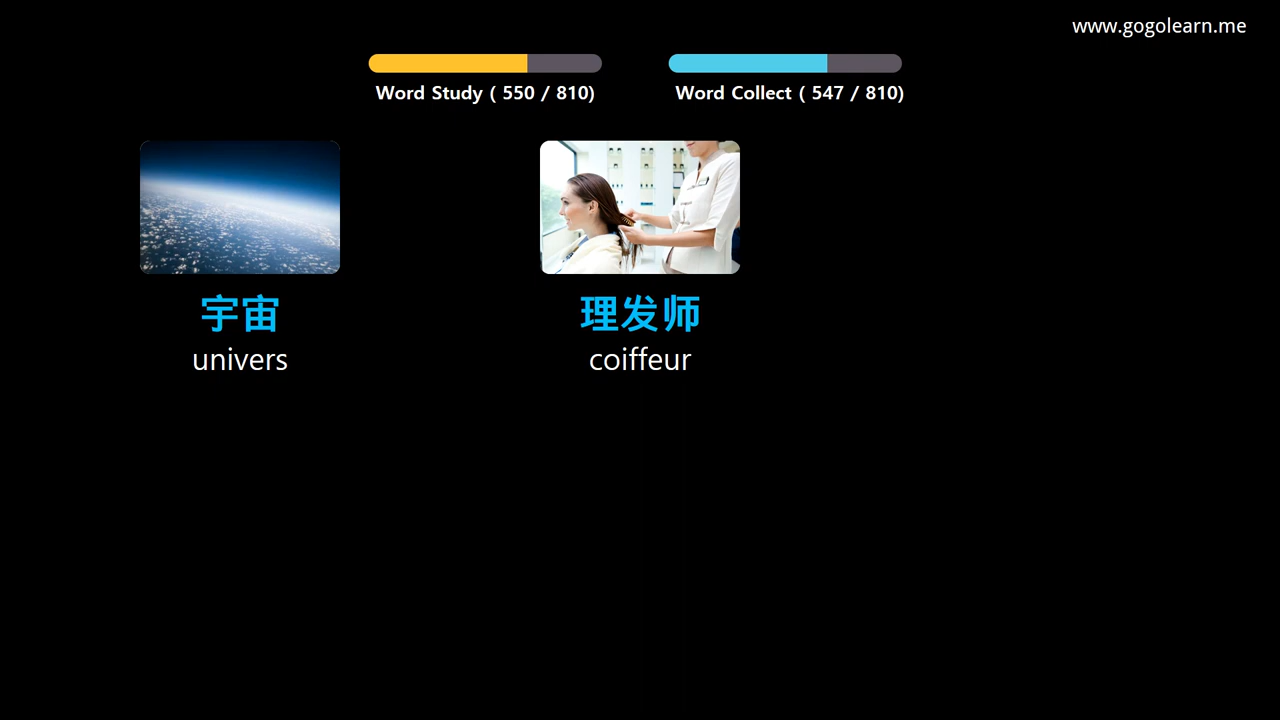 www.gogolearn.me
Word Study ( 550 / 810)
Word Collect ( 547 / 810)
宇宙
univers
理发师
coiffeur